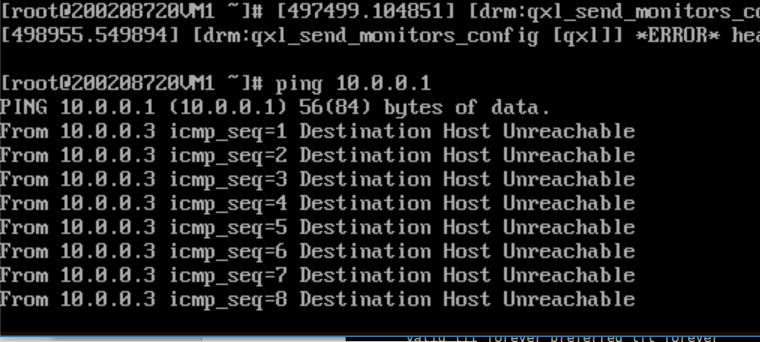 [root@200208720VM1 ~]# [497499.104851] [drm:qxl_send_monitors_co
[498955.549894] [drm:qxl_send_monitors_config [qxl]] *ERROR* hea
[root@200208720VM1 ~]# ping 10.0.0.1
PING 10.0.0.1 (10.0.0.1) 56(84) bytes of data.
From 10.0.0.3 icmp_seq=1 Destination Host Unreachable
From 10.0.0.3 icmp_seq=2 Destination Host Unreachable
From 10.0.0.3 icmp_seq=3 Destination Host Unreachable
From 10.0.0.3 icmp_seq=4 Destination Host Unreachable
From 10.0.0.3 icmp_seq=5 Destination Host Unreachable
From 10.0.0.3 icmp_seq=6 Destination Host Unreachable
From 10.0.0.3 icmp_seq=7 Destination Host Unreachable
From 10.0.0.3 icmp_seq=8 Destination Host Unreachable
valid_lft forever preferred_lft forever